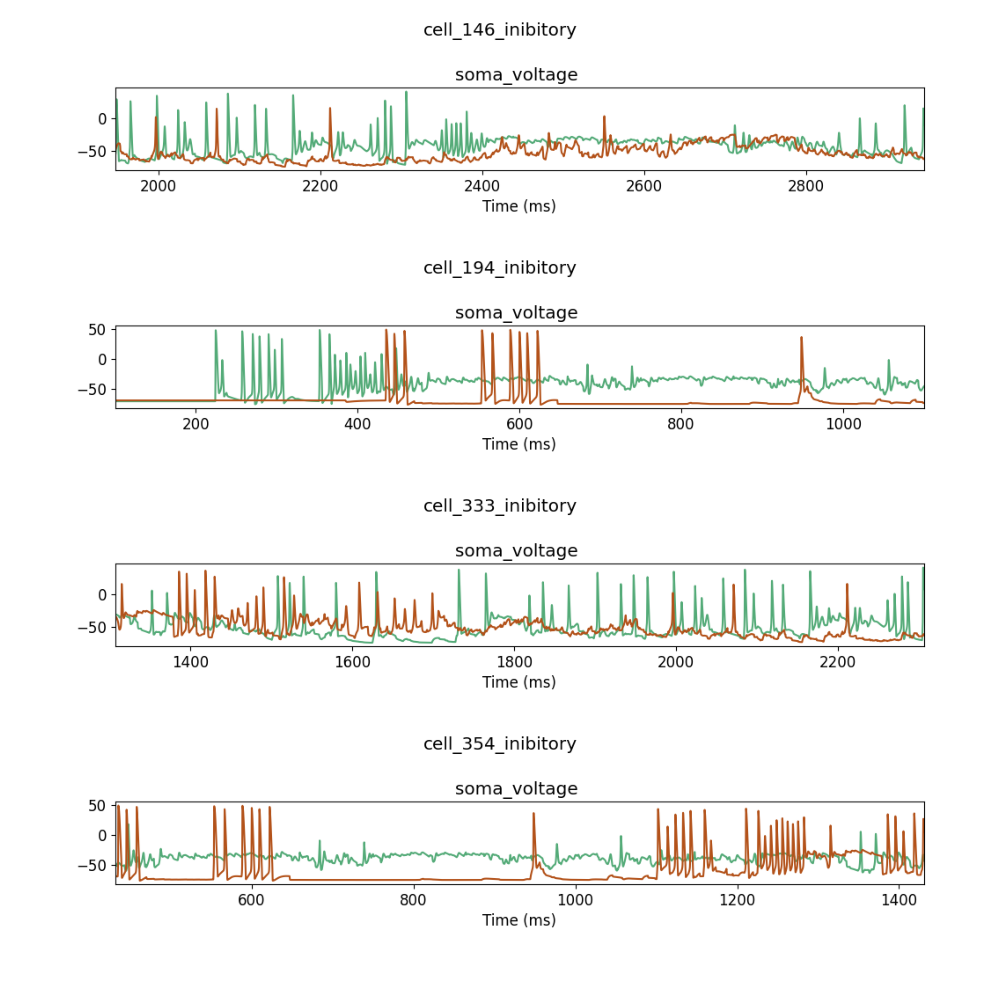 cell_146_inibitory
soma_voltage
0
−50
2000 2200 2400 2600 2800
Time (ms)
cell_194_inibitory
soma_voltage
50
0
−50
200 400 600 800 1000
Time (ms)
cell_333_inibitory
soma_voltage
0
−50
1400 1600 1800 2000 2200
Time (ms)
cell_354_inibitory
soma_voltage
50
0
−50
600 800 1000 1200 1400
Time (ms)